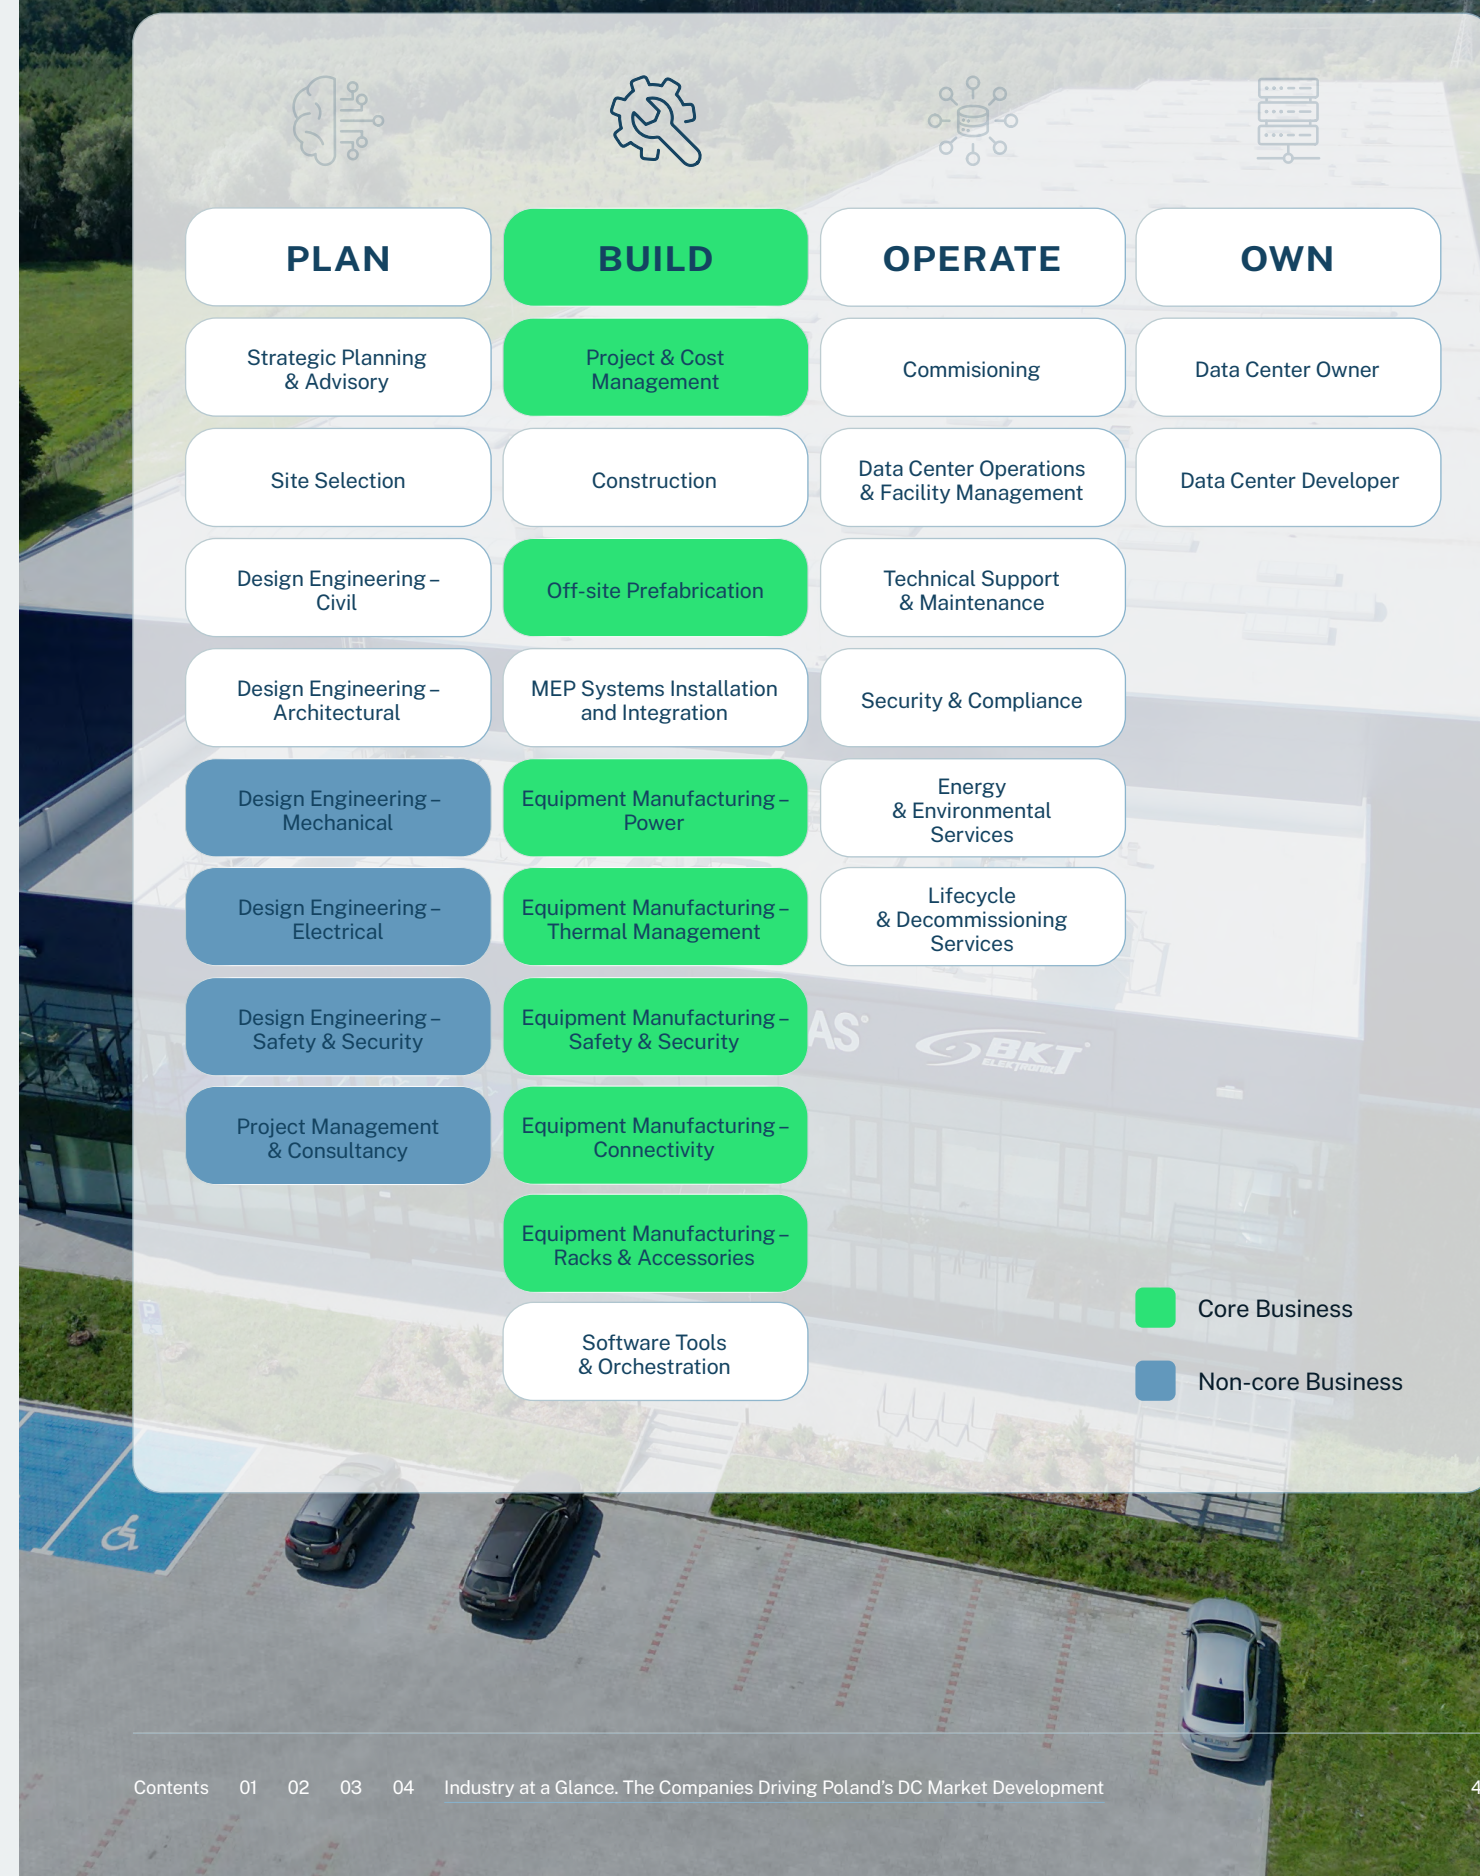 PLAN
BUILD
OPERATE
OWN
Strategic Planning
& Advisory
Project & Cost
Management
Commisioning
Data Center Owner
Site Selection
Construction
Data Center Operations
& Facility Management
Data Center Developer
Design Engineering –
Civil
Off-site Prefabrication
Technical Support
& Maintenance
Design Engineering –
Architectural
MEP Systems Installation
and Integration
Security & Compliance
Design Engineering –
Mechanical
Equipment Manufacturing –
Power
Energy
& Environmental
Services
Design Engineering –
Electrical
Equipment Manufacturing –
Thermal Management
Lifecycle
& Decommissioning
Services
Design Engineering –
Safety & Security
Equipment Manufacturing –
Safety & Security
AS
BKT
ELEKTRONIK
Project Management
& Consultancy
Equipment Manufacturing –
Connectivity
Equipment Manufacturing –
Racks & Accessories
Software Tools
& Orchestration
Core Business
Non-core Business
Contents 01 02 03 04 Industry at a Glance. The Companies Driving Poland's DC Market Development 4